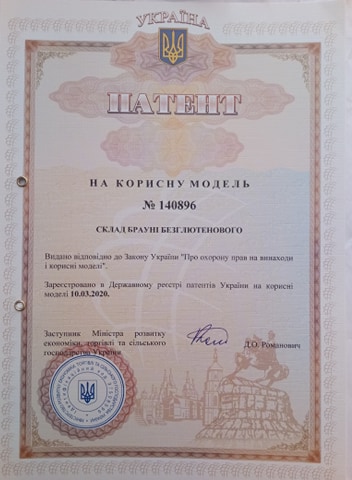 УКРАЇНА
ПАТЕНТ
НА КОРИСНУ МОДЕЛЬ
№ 140896
СКЛАД БРАУНІ БЕЗГЛЮТЕНОВОГО
Видано відповідно до Закону України "Про охорону прав на винаходи
і корисні моделі".
Зареєстровано в Державному реєстрі патентів України на корисні
моделі 10.03.2020.
Заступник Міністра розвитку
економіки, торгівлі та сільського
господарства України
Д.О. Романович